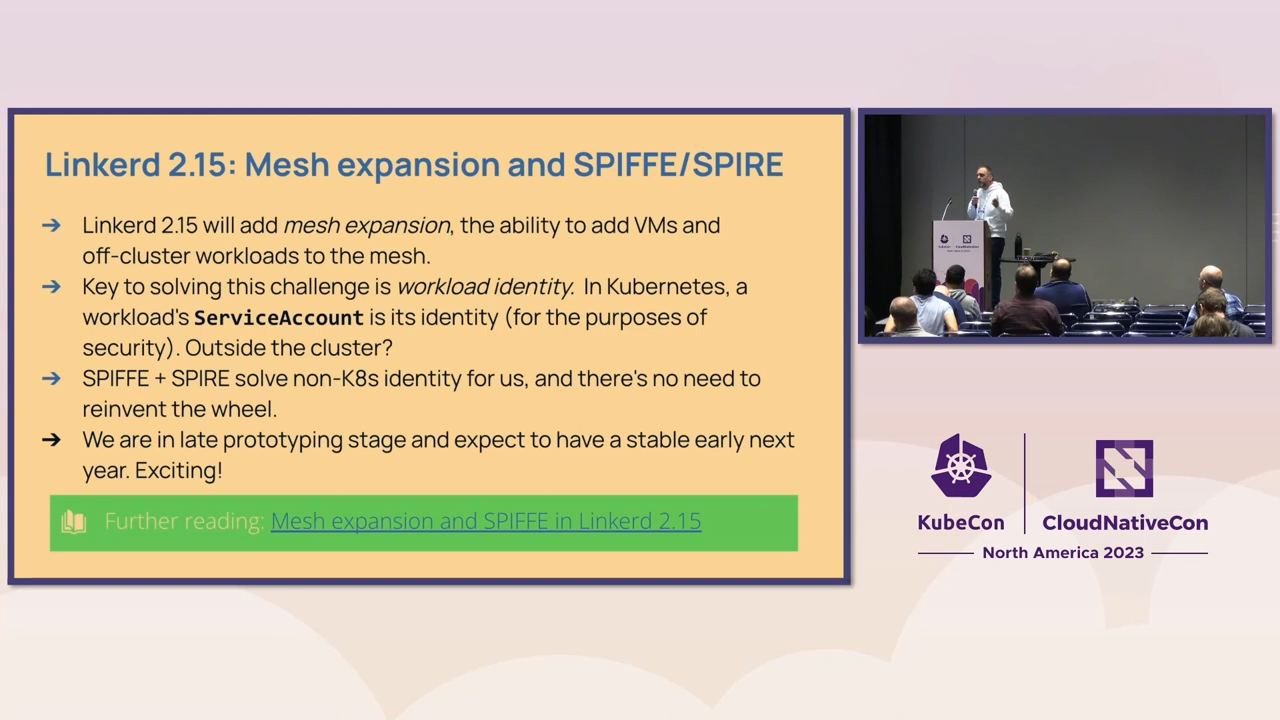 Linkerd 2.15: Mesh expansion and SPIFFE/SPIRE
➔ Linkerd 2.15 will add mesh expansion, the ability to add VMs and
off-cluster workloads to the mesh.
➔ Key to solving this challenge is workload identity. In Kubernetes, a
workload's ServiceAccount is its identity (for the purposes of
security). Outside the cluster?
➔ SPIFFE + SPIRE solve non-K8s identity for us, and there's no need to
reinvent the wheel.
➔ We are in late prototyping stage and expect to have a stable early next
year. Exciting!
Further reading: Mesh expansion and SPIFFE in Linkerd 2.15
KubeCon
CloudNativeCon
North America 2023